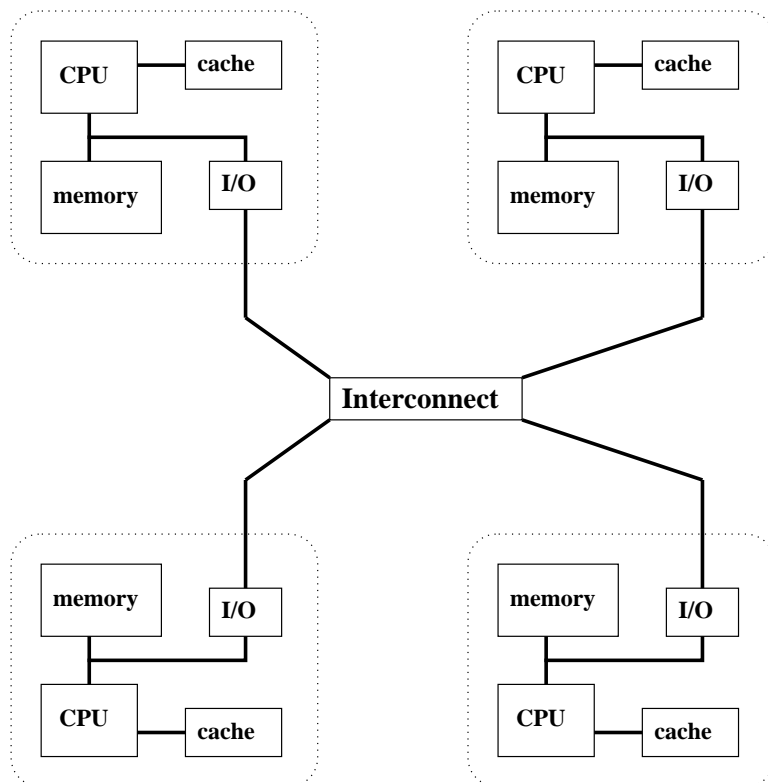 CPU
cache
memory
I/O
CPU
cache
memory
I/O
Interconnect
memory
I/O
CPU
cache
memory
I/O
CPU
cache